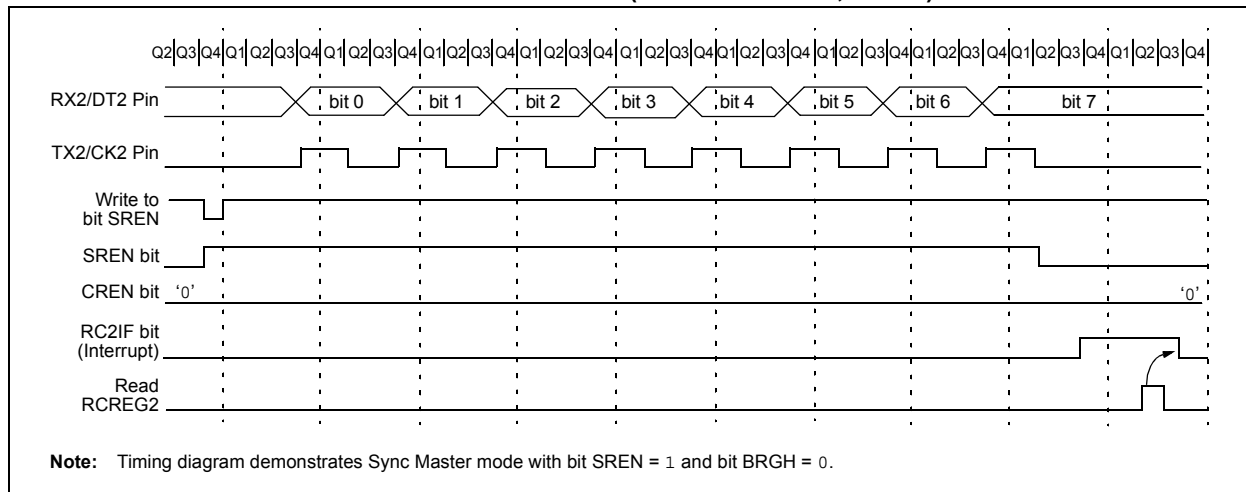 Q2 Q3 Q4 Q1 Q2 Q3 Q4 Q1 Q2 Q3 Q4 Q1 Q2 Q3 Q4 Q1 Q2 Q3 Q4 Q1 Q2 Q3 Q4 Q1 Q2 Q3 Q4 Q1 Q2 Q3 Q4 Q1 Q2 Q3 Q4 Q1 Q2 Q3 Q4 Q1 Q2 Q3 Q4
RX2/DT2 Pin bit 0 bit 1 bit 2 bit 3 bit 4 bit 5 bit 6 bit 7
TX2/CK2 Pin
Write to
bit SREN
SREN bit
CREN bit ‘0’ ‘0’
RC2IF bit
(Interrupt)
Read
RCREG2
Note: Timing diagram demonstrates Sync Master mode with bit SREN = 1 and bit BRGH = 0.